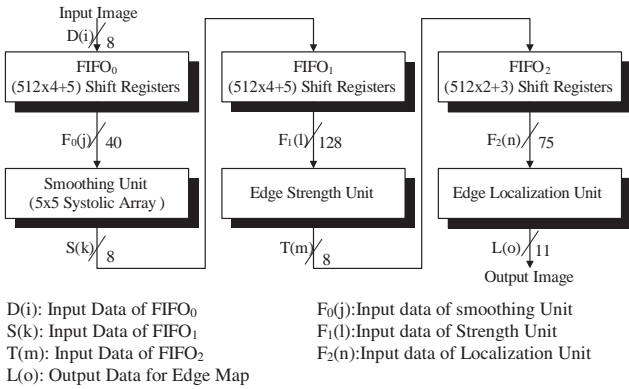 Input Image
D(i) 8
FIFO₀
(512x4+5) Shift Registers
F₀(j) 40
Smoothing Unit
(5x5 Systolic Array )
S(k) 8
FIFO₁
(512x4+5) Shift Registers
F₁(l) 128
Edge Strength Unit
T(m) 8
FIFO₂
(512x2+3) Shift Registers
F₂(n) 75
Edge Localization Unit
L(o) 11
Output Image
D(i): Input Data of FIFO₀
S(k): Input Data of FIFO₁
T(m): Input Data of FIFO₂
L(o): Output Data for Edge Map
F₀(j):Input data of smoothing Unit
F₁(l):Input data of Strength Unit
F₂(n):Input data of Localization Unit